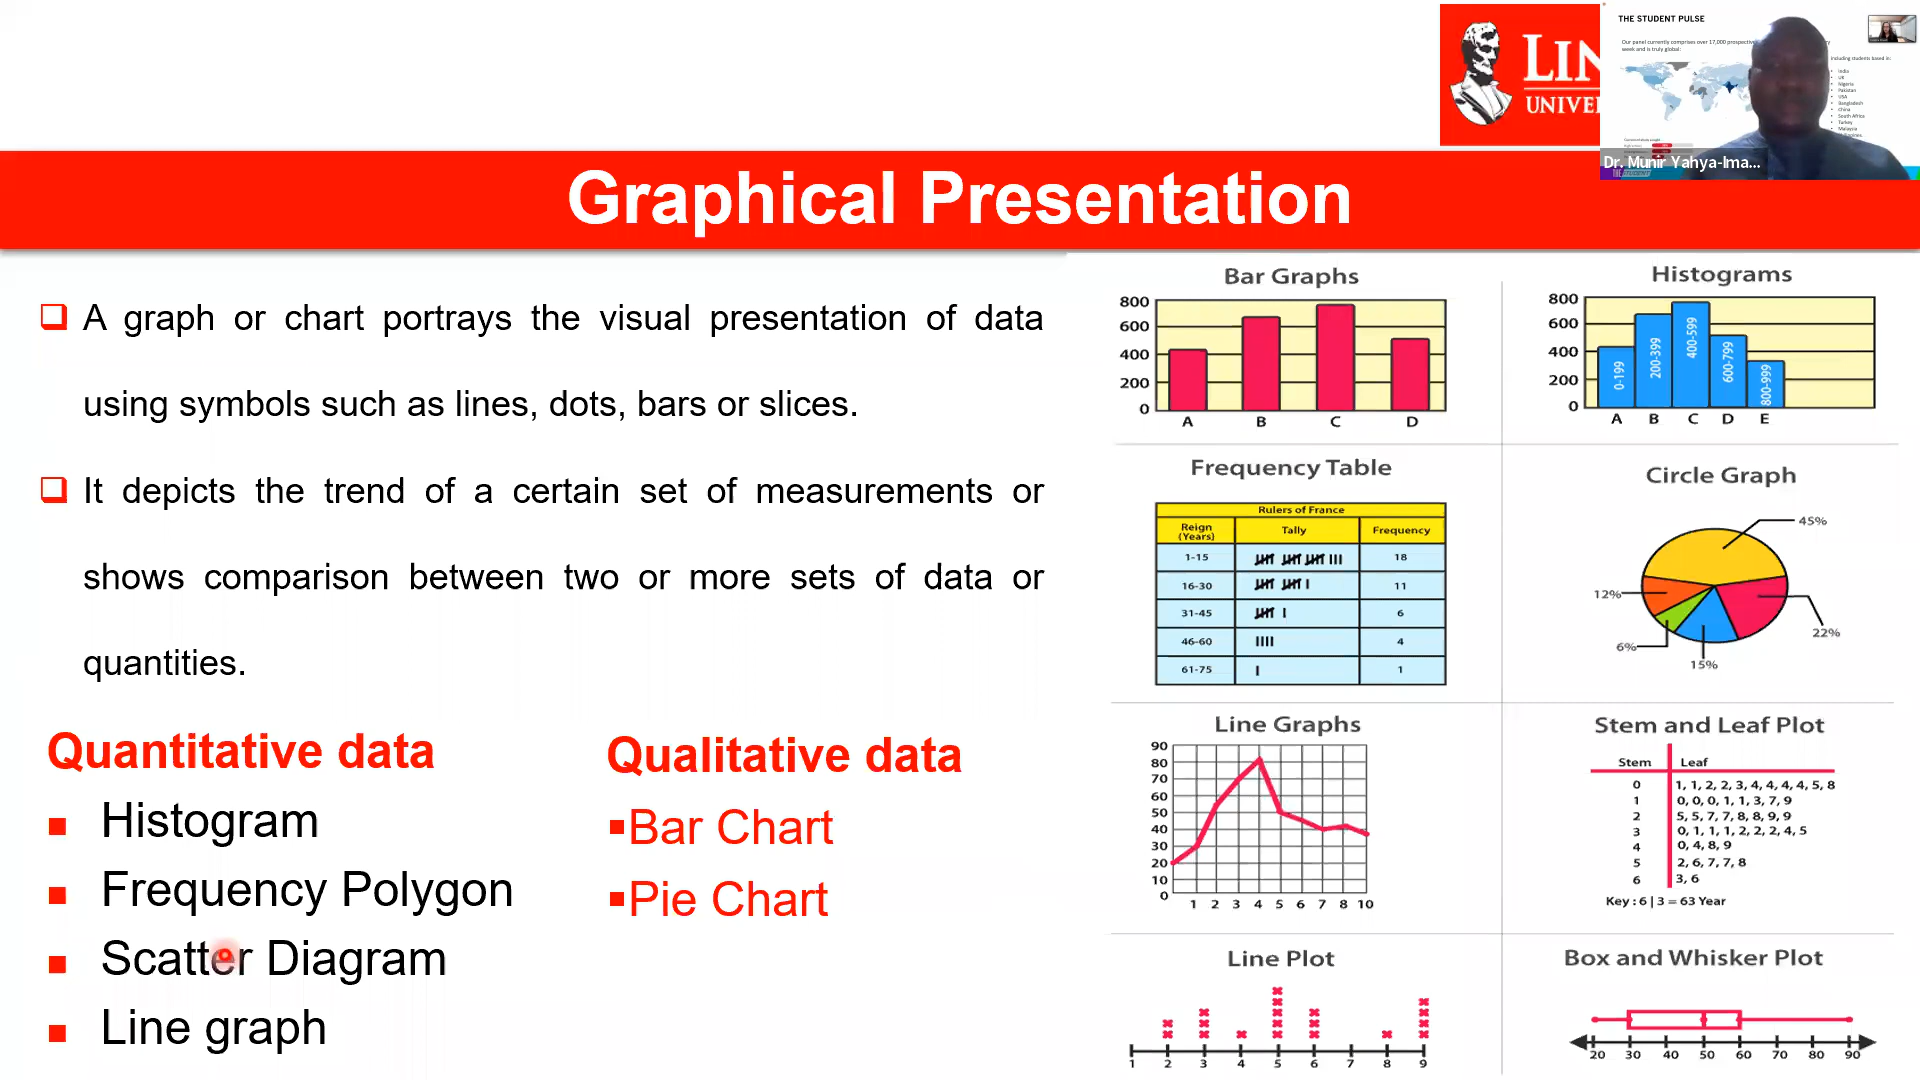 LIN
UNIVE
THE STUDENT PULSE
Dr. Munir Yahya-Ima...
Graphical Presentation
❑ A graph or chart portrays the visual presentation of data
using symbols such as lines, dots, bars or slices.
❑ It depicts the trend of a certain set of measurements or
shows comparison between two or more sets of data or
quantities.
Quantitative data
▪ Histogram
▪ Frequency Polygon
▪ Scatter Diagram
▪ Line graph
Qualitative data
▪Bar Chart
▪Pie Chart
Bar Graphs
800
600
400
200
0
A B C D
Histograms
800
600
400
200
0
0-199 200-399 400-599 600-799 800-999
A B C D E
Frequency Table
Rulers of France
Reign (Years) Tally Frequency
1-15 18
16-30 11
31-45 6
46-60 4
61-75 1
Circle Graph
45%
12%
22%
6%
15%
Line Graphs
90
80
70
60
50
40
30
20
10
0
1 2 3 4 5 6 7 8 10
Stem and Leaf Plot
Stem Leaf
0 1, 1, 2, 2, 3, 4, 4, 4, 4, 5, 8
1 0, 0, 0, 1, 1, 3, 7, 9
2 5, 5, 7, 7, 8, 8, 9, 9
3 0, 1, 1, 1, 2, 2, 2, 4, 5
4 0, 4, 8, 9
5 2, 6, 7, 7, 8
6 3, 6
Key : 6 | 3 = 63 Year
Line Plot
1 2 3 4 5 6 7 8 9
Box and Whisker Plot
20 30 40 50 60 70 80 90